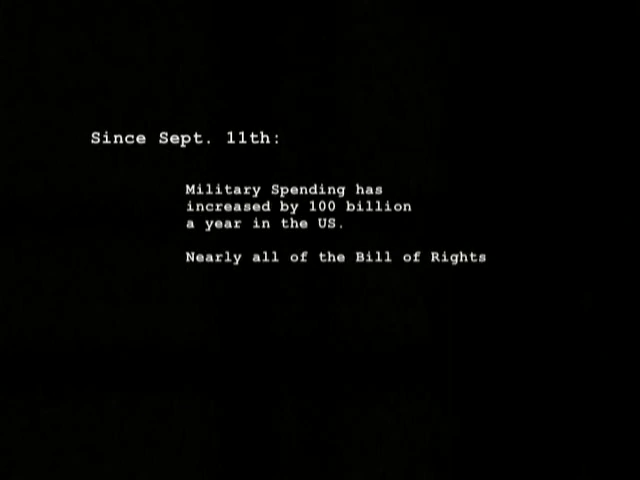 Since Sept. 11th:
Military Spending has
increased by 100 billion
a year in the US.
Nearly all of the Bill of Rights